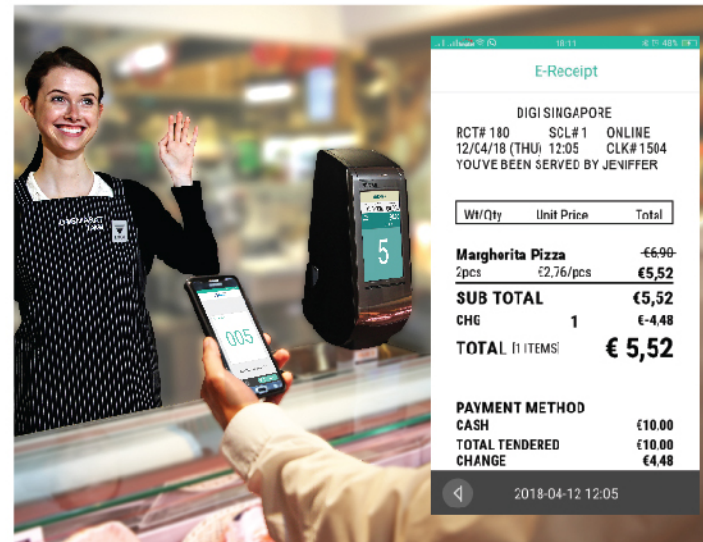 18:11
48%
E-Receipt
DIGI SINGAPORE
RCT# 180 SCL# 1 ONLINE
12/04/18 (THU) 12:05 CLK# 1504
YOU'VE BEEN SERVED BY JENIFFER
Wt/Qty Unit Price Total
Margherita Pizza €6.90
2pcs €2,76/pcs €5,52
SUB TOTAL €5,52
CHG 1 €-4,48
TOTAL [1 ITEMS] € 5,52
PAYMENT METHOD
CASH €10.00
TOTAL TENDERED €10.00
CHANGE €4,48
2018-04-12 12:05
5
005